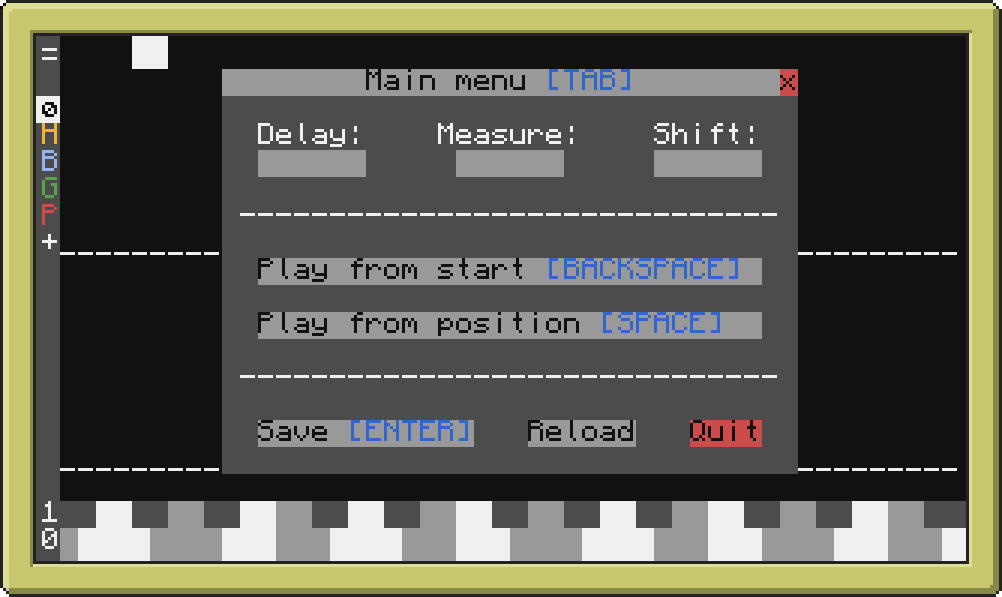 =
Main menu [TAB] x
0
A
Delay: Measure: Shift:
B
G
P
+
Play from start [BACKSPACE]
Play from position [SPACE]
Save [ENTER] Reload Quit
1
0